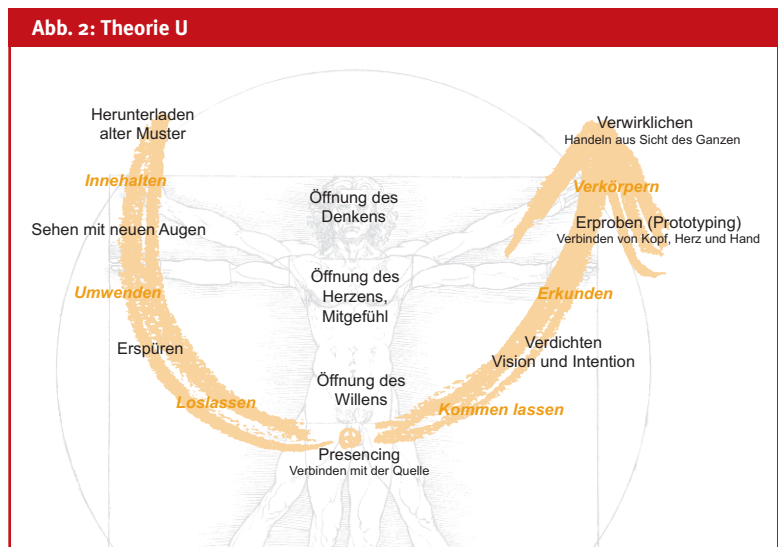 Abb. 2: Theorie U
Herunterladen
alter Muster
Innehalten
Sehen mit neuen Augen
Umwenden
Erspüren
Loslassen
Öffnung des
Denkens
Öffnung des
Herzens,
Mitgefühl
Öffnung des
Willens
Presencing
Verbinden mit der Quelle
Kommen lassen
Verdichten
Vision und Intention
Erkunden
Erproben (Prototyping)
Verbinden von Kopf, Herz und Hand
Verkörpern
Verwirklichen
Handeln aus Sicht des Ganzen